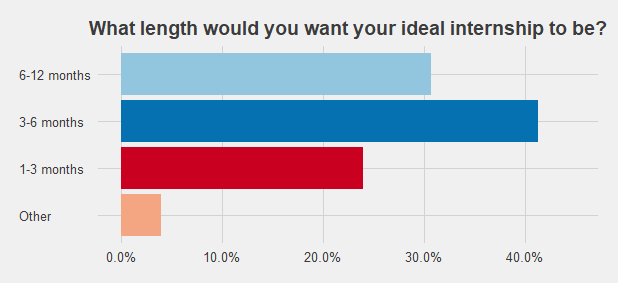 What length would you want your ideal internship to be?
6-12 months
3-6 months
1-3 months
Other
0.0% 10.0% 20.0% 30.0% 40.0%